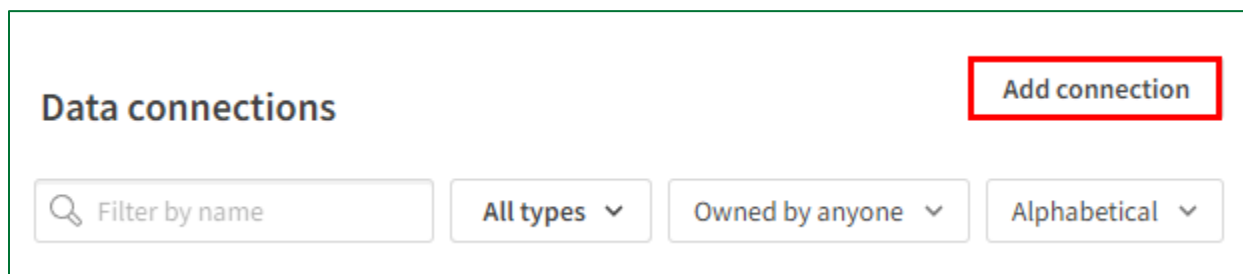 Data connections
Add connection
Filter by name
All types
Owned by anyone
Alphabetical